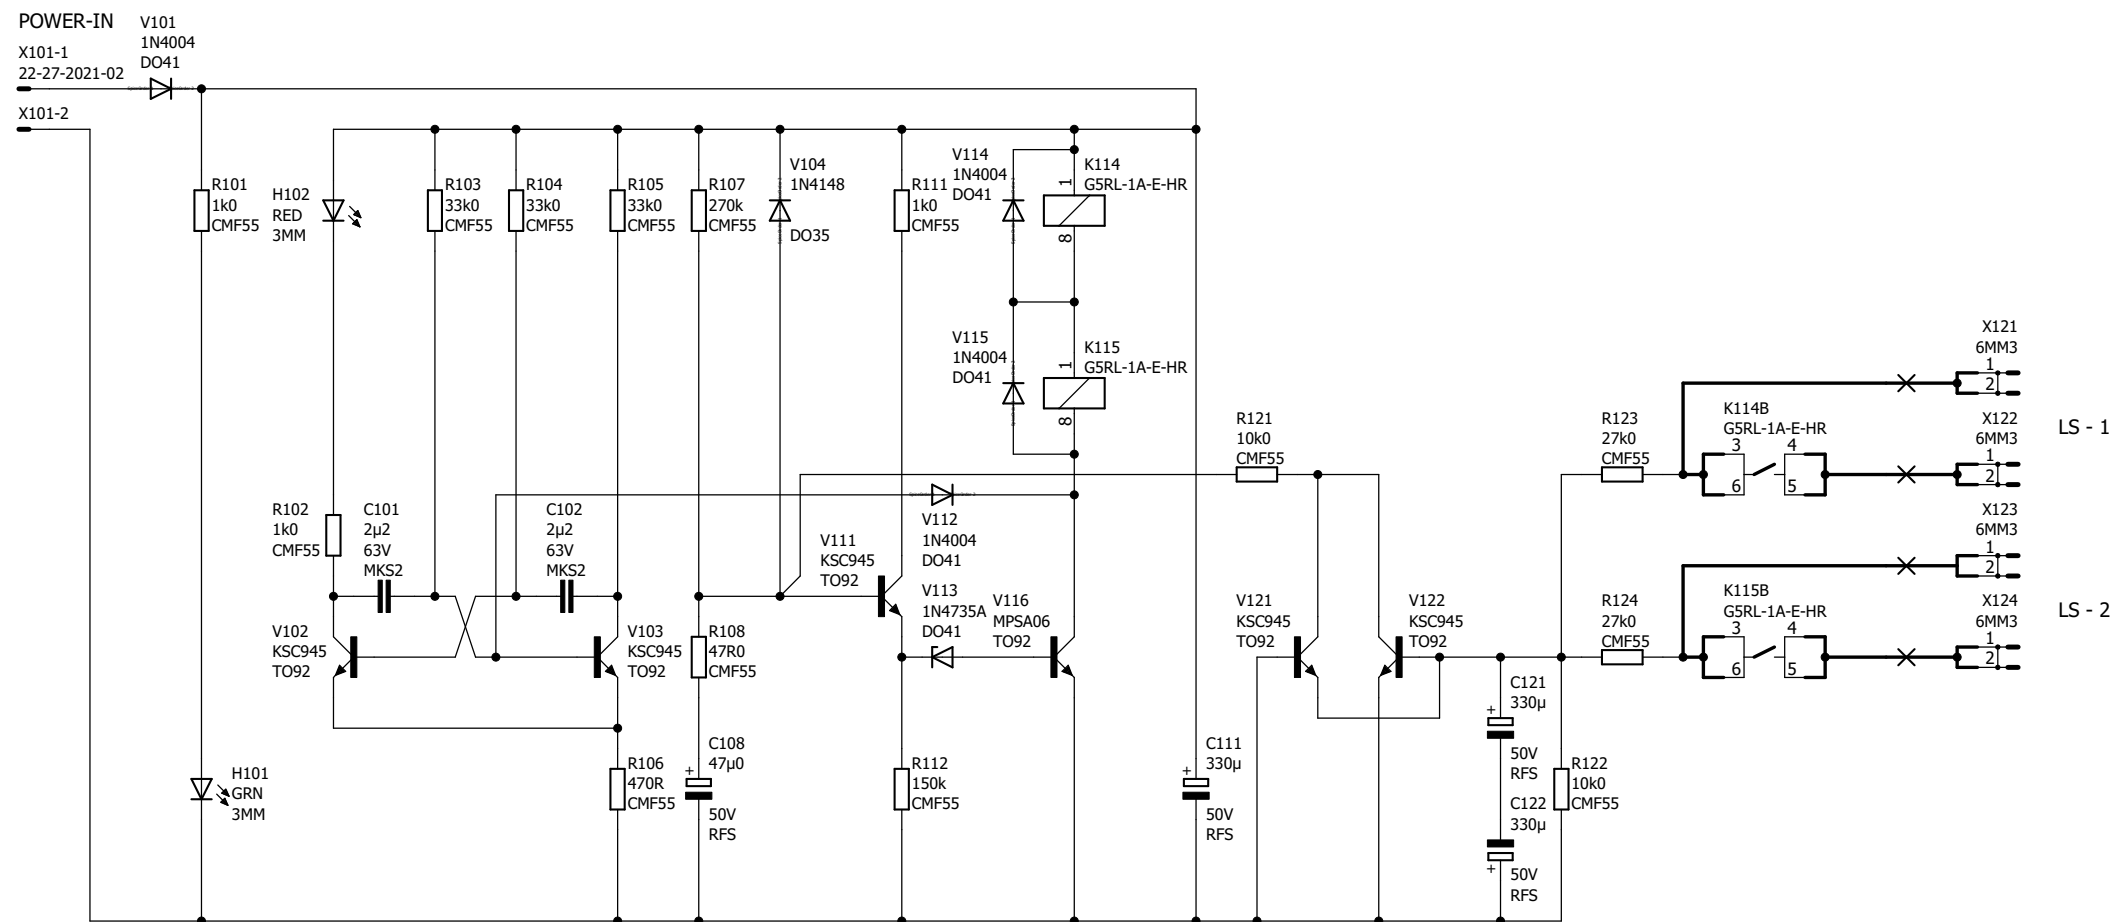 POWER-IN
X101-1
22-27-2021-02
X101-2
V101
1N4004
DO41
R101
1k0
CMF55
H102
RED
3MM
R103
33k0
CMF55
R104
33k0
CMF55
R105
33k0
CMF55
R107
270k
CMF55
V104
1N4148
DO35
R111
1k0
CMF55
V114
1N4004
DO41
K114
G5RL-1A-E-HR
1
8
V115
1N4004
DO41
K115
G5RL-1A-E-HR
1
8
R102
1k0
CMF55
C101
2µ2
63V
MKS2
C102
2µ2
63V
MKS2
V111
KSC945
TO92
V112
1N4004
DO41
V113
1N4735A
DO41
V116
MPSA06
TO92
V102
KSC945
TO92
V103
KSC945
TO92
R108
47R0
CMF55
H101
GRN
3MM
R106
470R
CMF55
C108
47µ0
+
50V
RFS
R112
150k
CMF55
C111
330µ
+
50V
RFS
R121
10k0
CMF55
V121
KSC945
TO92
V122
KSC945
TO92
C121
330µ
+
50V
RFS
C122
330µ
+
50V
RFS
R122
10k0
CMF55
R123
27k0
CMF55
K114B
G5RL-1A-E-HR
3
4
6
5
R124
27k0
CMF55
K115B
G5RL-1A-E-HR
3
4
6
5
X121
6MM3
1
2
X122
6MM3
1
2
LS - 1
X123
6MM3
1
2
X124
6MM3
1
2
LS - 2